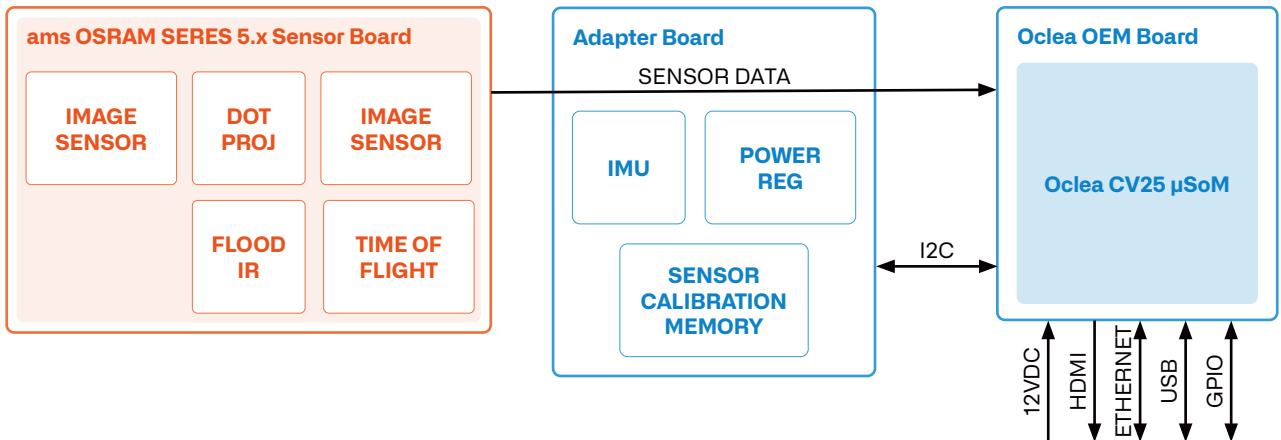 ams OSRAM SERES 5.x Sensor Board
IMAGE
SENSOR
DOT
PROJ
IMAGE
SENSOR
FLOOD
IR
TIME OF
FLIGHT
Adapter Board
SENSOR DATA
IMU
POWER
REG
SENSOR
CALIBRATION
MEMORY
I2C
Oclea OEM Board
Oclea CV25 µSoM
12VDC
HDMI
ETHERNET
USB
GPIO